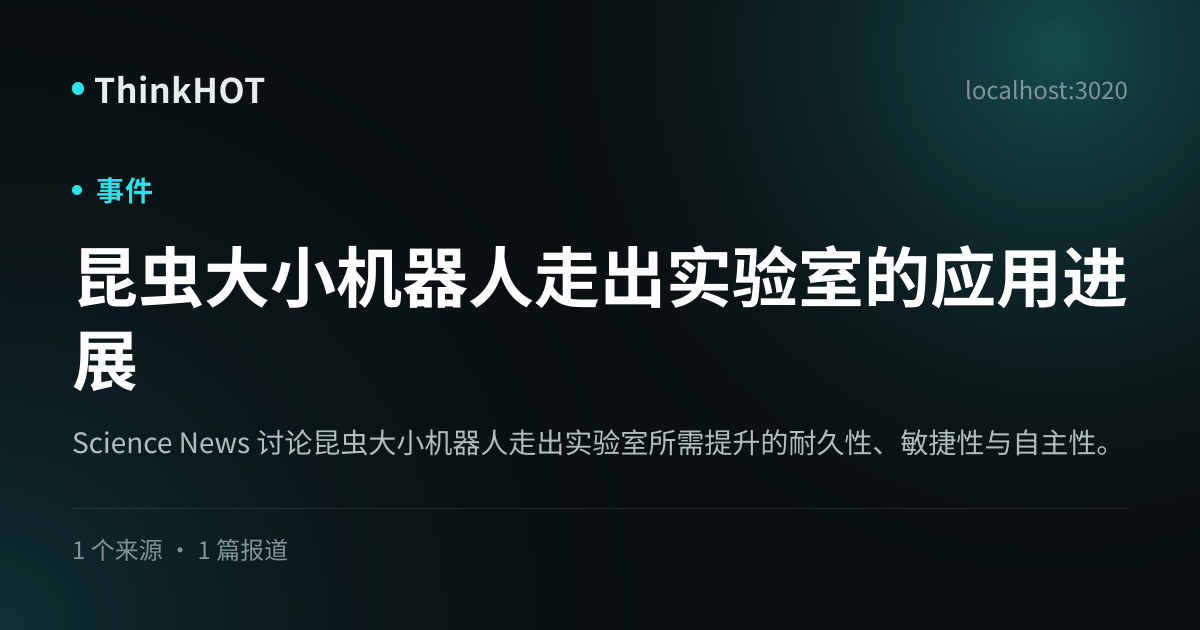 ThinkHOT
localhost:3020
事件
昆虫大小机器人走出实验室的应用进
展
Science News 讨论昆虫大小机器人走出实验室所需提升的耐久性、敏捷性与自主性。
1 个来源 · 1 篇报道